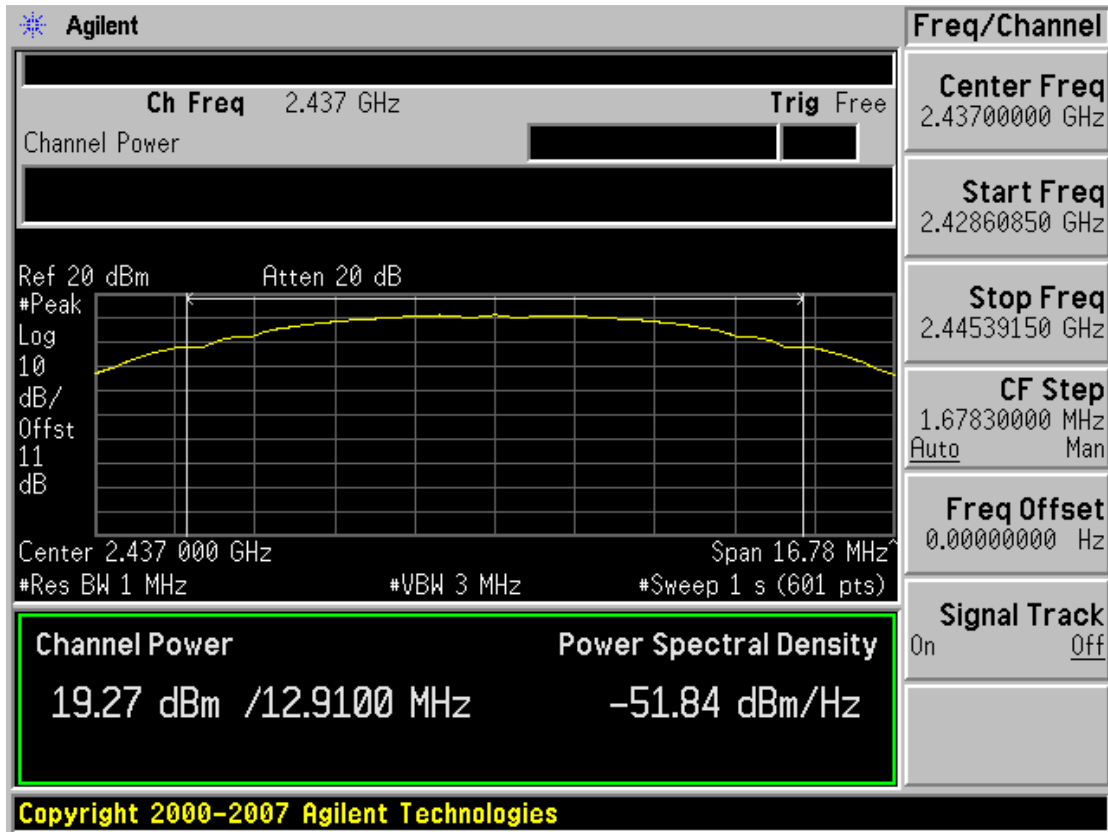 Agilent
Freq/Channel
Ch Freq 2.437 GHz Trig Free
Channel Power
Center Freq
2.43700000 GHz
Start Freq
2.42860850 GHz
Stop Freq
2.44539150 GHz
CF Step
1.67830000 MHz
Auto Man
Freq Offset
0.00000000 Hz
Signal Track
On Off
Ref 20 dBm Atten 20 dB
#Peak
Log
10
dB/
Offst
11
dB
Center 2.437 000 GHz Span 16.78 MHz^
#Res BW 1 MHz #VBW 3 MHz #Sweep 1 s (601 pts)
Channel Power Power Spectral Density
19.27 dBm /12.9100 MHz -51.84 dBm/Hz
Copyright 2000-2007 Agilent Technologies